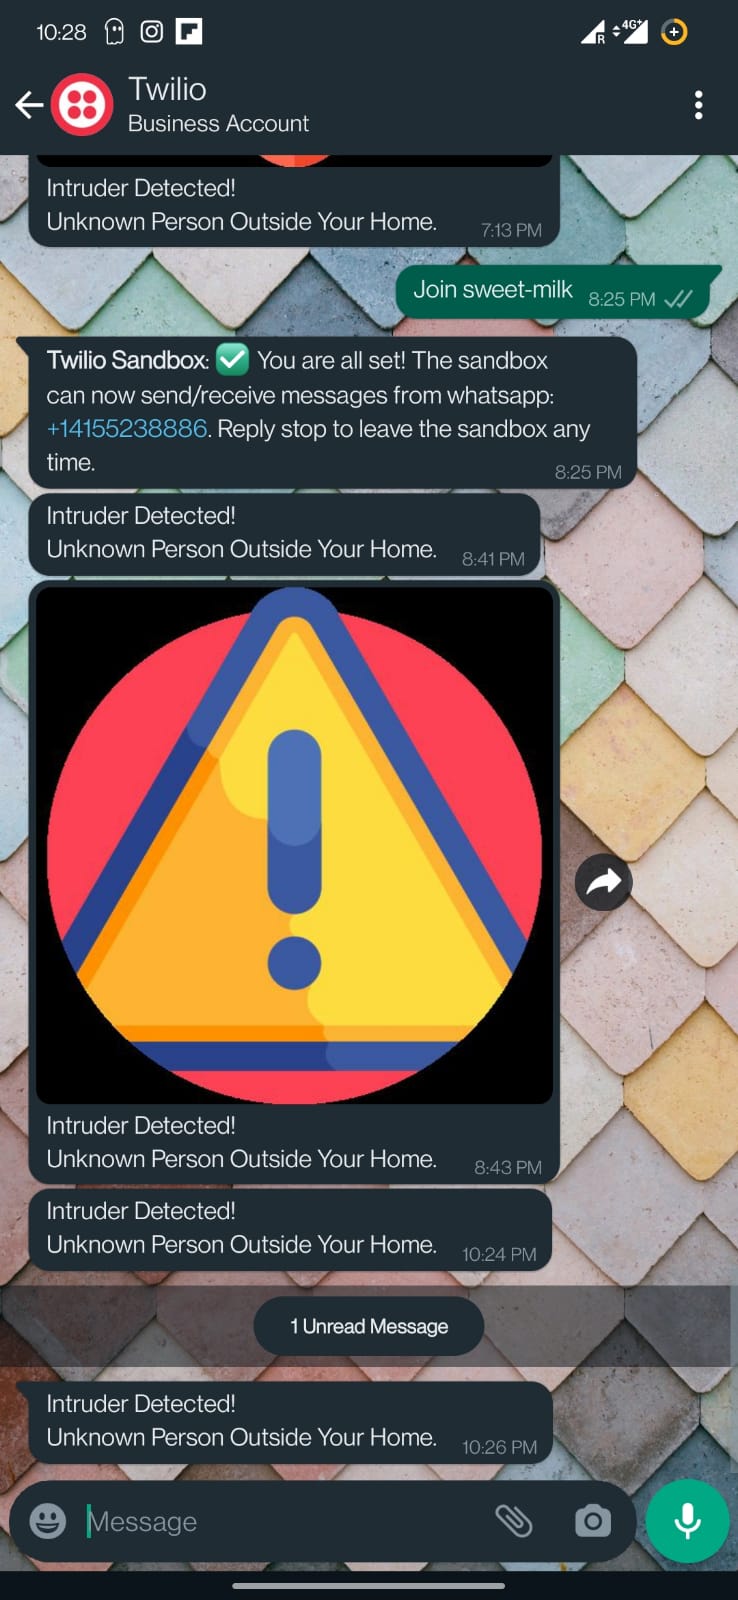 10:28
R
4G+
Twilio
Business Account
Intruder Detected!
Unknown Person Outside Your Home.
7:13 PM
Join sweet-milk
8:25 PM
Twilio Sandbox: ✅ You are all set! The sandbox
can now send/receive messages from whatsapp:
+14155238886. Reply stop to leave the sandbox any
time.
8:25 PM
Intruder Detected!
Unknown Person Outside Your Home.
8:41 PM
Intruder Detected!
Unknown Person Outside Your Home.
8:43 PM
Intruder Detected!
Unknown Person Outside Your Home.
10:24 PM
1 Unread Message
Intruder Detected!
Unknown Person Outside Your Home.
10:26 PM
Message